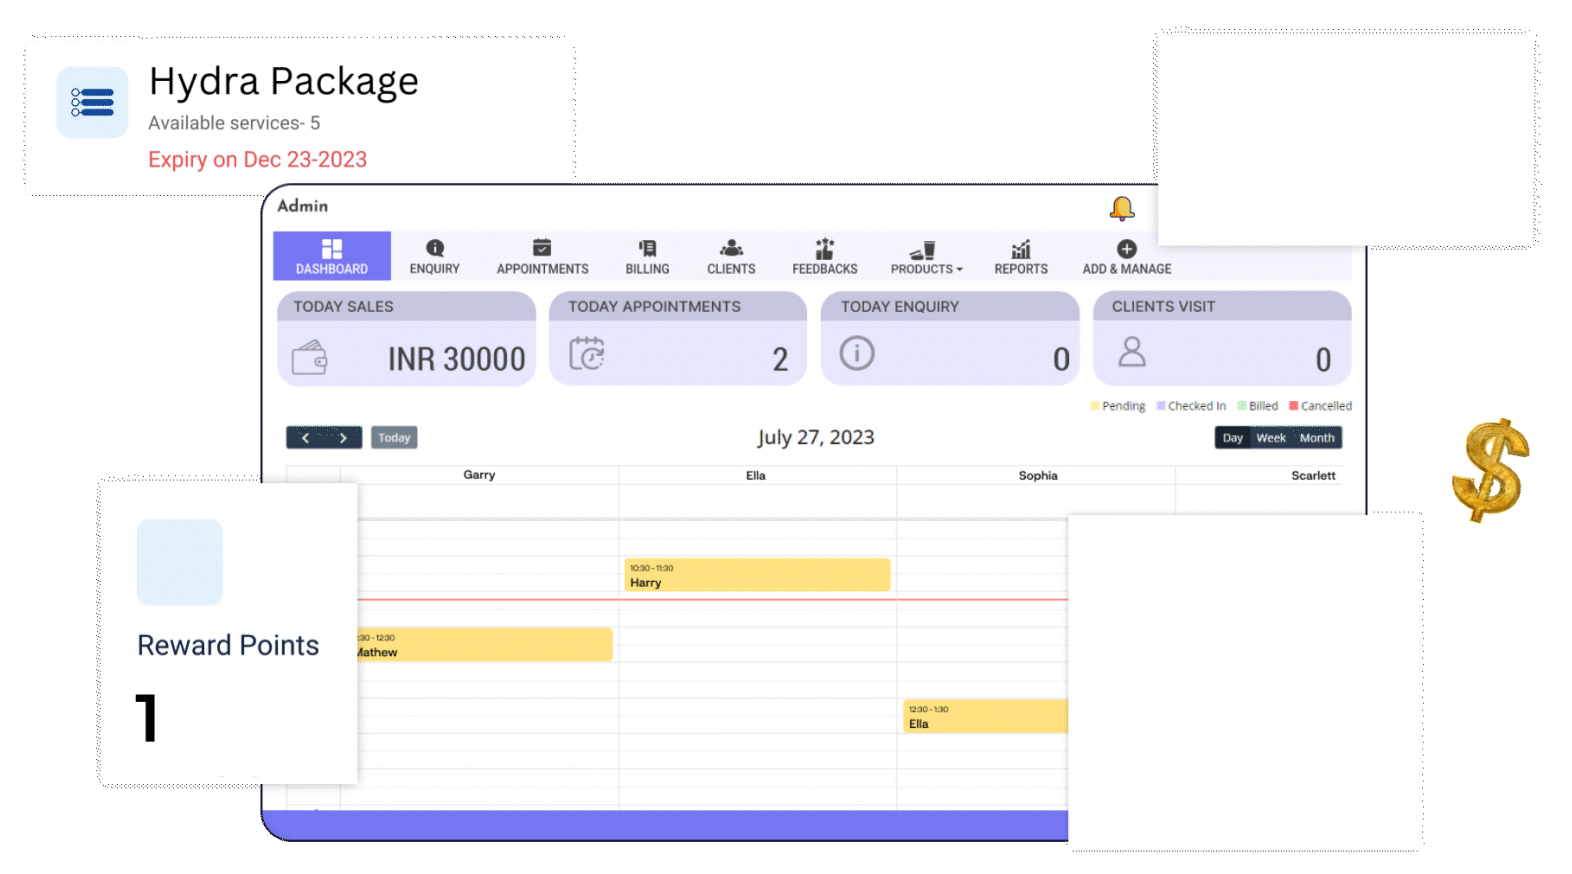 Hydra Package
Available services- 5
Expiry on Dec 23-2023
Admin
DASHBOARD
ENQUIRY
APPOINTMENTS
BILLING
CLIENTS
FEEDBACKS
PRODUCTS
REPORTS
ADD & MANAGE
TODAY SALES
INR 30000
TODAY APPOINTMENTS
2
TODAY ENQUIRY
0
CLIENTS VISIT
0
Pending
Checked In
Billed
Cancelled
Today
July 27, 2023
Day Week Month
Garry
Ella
Sophia
Scarlett
10:30 - 11:30
Harry
:30 - 12:30
Mathew
12:30 - 1:30
Ella
Reward Points
1
$